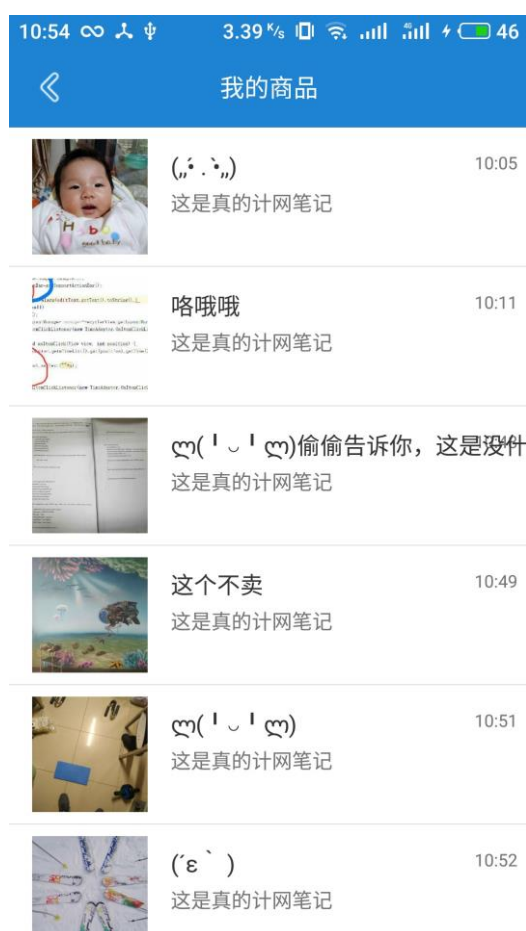 10:54 3.39 K/s 4G 46
我的商品
(„• ֊ •„) 10:05
这是真的计网笔记
咯哦哦 10:11
这是真的计网笔记
ლ(╹◡╹ლ)偷偷告诉你，这是没什
这是真的计网笔记
这个不卖 10:49
这是真的计网笔记
ლ(╹◡╹ლ) 10:51
这是真的计网笔记
(´ε｀ ) 10:52
这是真的计网笔记